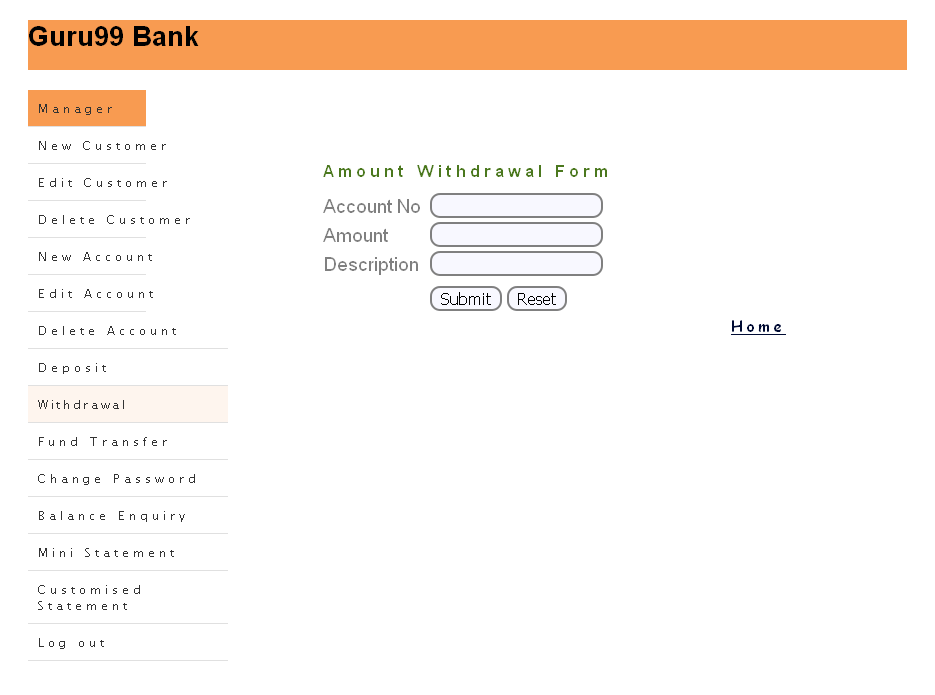 Guru99 Bank
Manager
New Customer
Edit Customer
Delete Customer
New Account
Edit Account
Delete Account
Deposit
Withdrawal
Fund Transfer
Change Password
Balance Enquiry
Mini Statement
Customised
Statement
Log out
Amount Withdrawal Form
Account No
Amount
Description
Submit Reset
Home